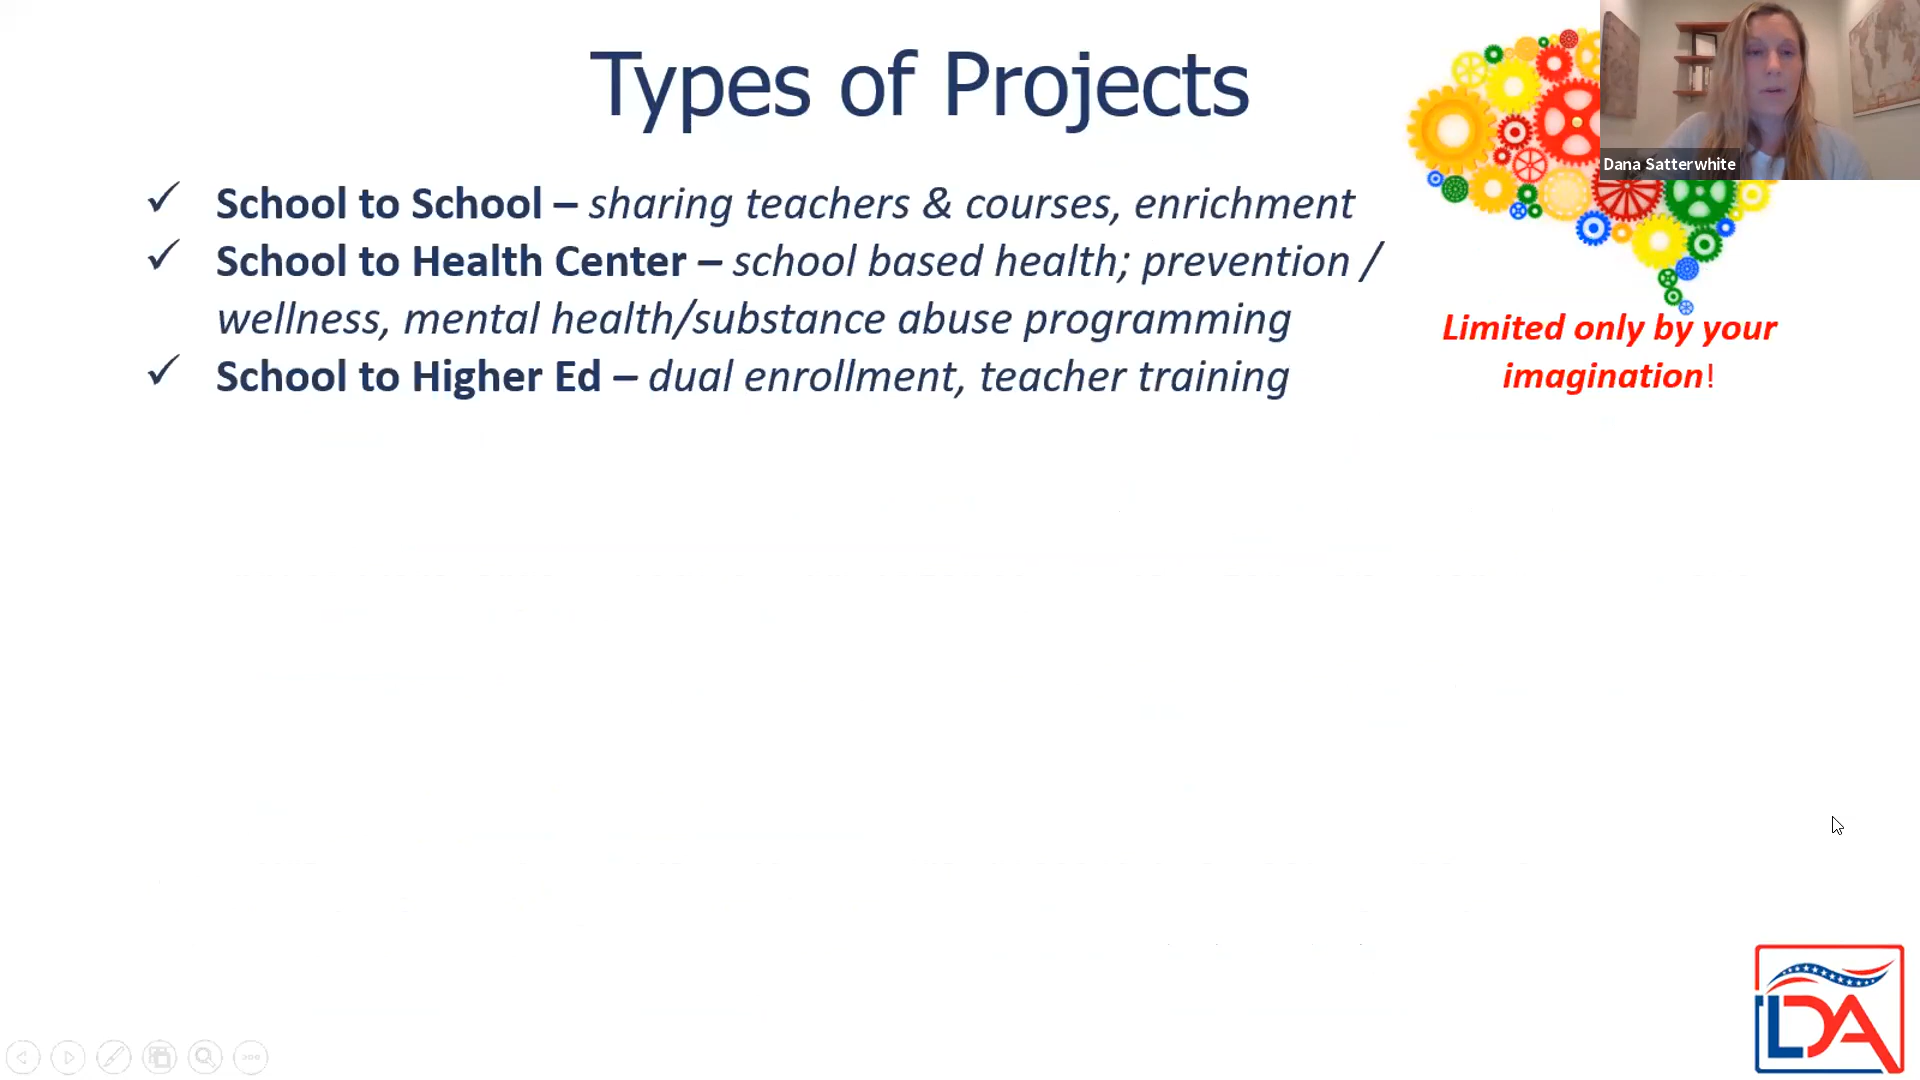 Types of Projects
Dana Satterwhite
✓ School to School – sharing teachers & courses, enrichment
✓ School to Health Center – school based health; prevention /
wellness, mental health/substance abuse programming
✓ School to Higher Ed – dual enrollment, teacher training
Limited only by your
imagination!
LDA